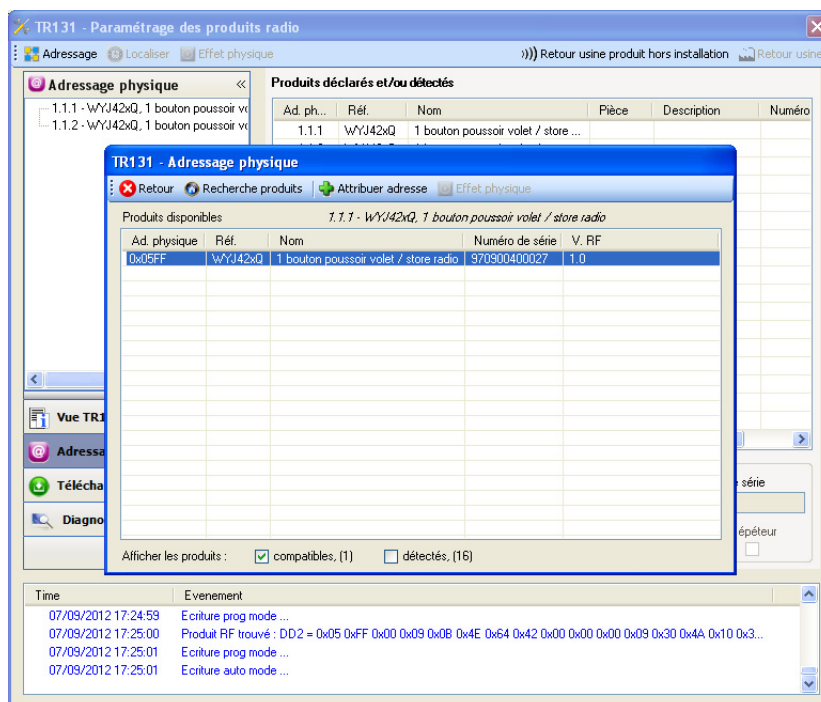 TR131 - Paramétrage des produits radio
Adressage Localiser Effet physique ))) Retour usine produit hors installation Retour usine
Adressage physique «
1.1.1 - WYJ42xQ, 1 bouton poussoir vo
1.1.2 - WYJ42xQ, 1 bouton poussoir vo
Produits déclarés et/ou détectés
Ad. ph... Réf. Nom Pièce Description Numéro
1.1.1 WYJ42xQ 1 bouton poussoir volet / store ...
TR131 - Adressage physique
Retour Recherche produits Attribuer adresse Effet physique
Produits disponibles 1.1.1 - WYJ42xQ, 1 bouton poussoir volet / store radio
Ad. physique Réf. Nom Numéro de série V. RF
0x05FF WYJ42xQ 1 bouton poussoir volet / store radio 970900400027 1.0
Afficher les produits : compatibles, (1) détectés, (16)
Vue TR1
Adressa
Télécha
Diagno
série
épéteur
Time Evenement
07/09/2012 17:24:59 Ecriture prog mode ...
07/09/2012 17:25:00 Produit RF trouvé : DD2 = 0x05 0xFF 0x00 0x09 0x0B 0x4E 0x64 0x42 0x00 0x00 0x00 0x09 0x30 0x4A 0x10 0x3...
07/09/2012 17:25:01 Ecriture prog mode ...
07/09/2012 17:25:01 Ecriture auto mode ...